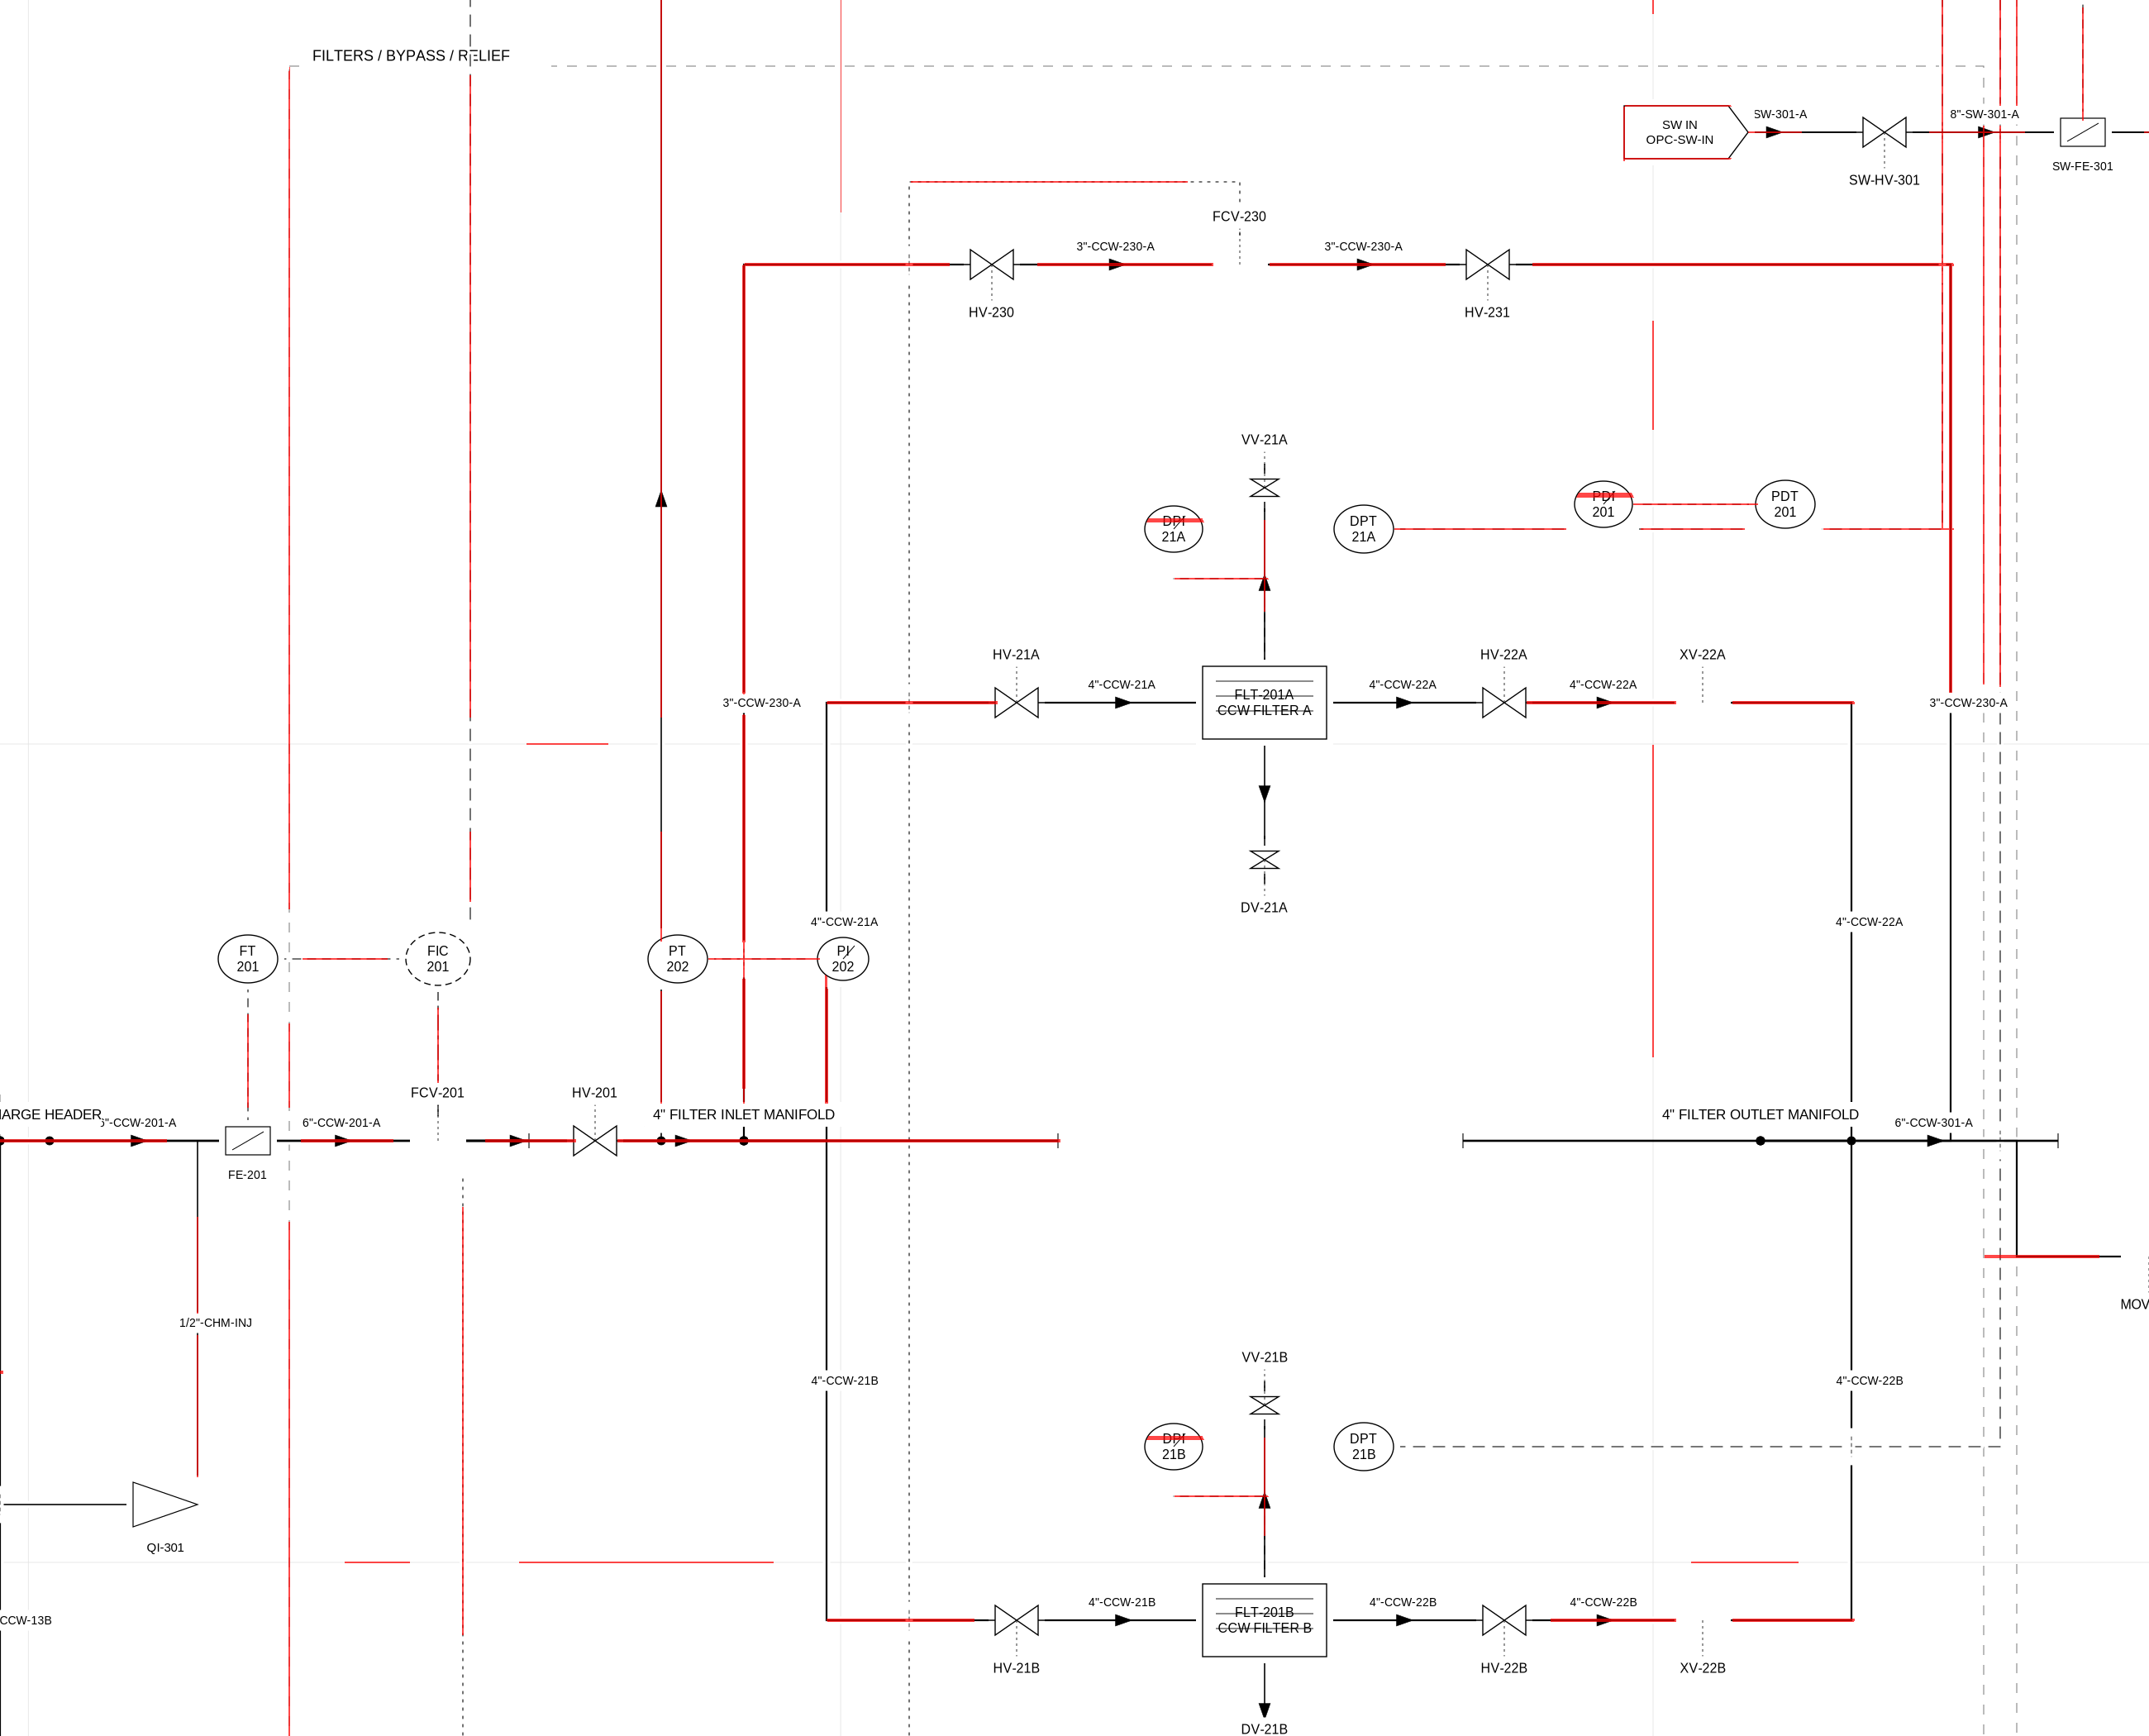 FILTERS / BYPASS / RELIEF
SW IN
OPC-SW-IN
SW-301-A
8"-SW-301-A
SW-FE-301
SW-HV-301
FCV-230
3"-CCW-230-A
3"-CCW-230-A
HV-230
HV-231
VV-21A
DPI
21A
DPT
21A
PDI
201
PDT
201
HV-21A
HV-22A
XV-22A
4"-CCW-21A
4"-CCW-22A
4"-CCW-22A
FLT-201A
CCW FILTER A
3"-CCW-230-A
3"-CCW-230-A
DV-21A
4"-CCW-21A
4"-CCW-22A
FT
201
FIC
201
PT
202
PI
202
FCV-201
HV-201
ARGE HEADER
"-CCW-201-A
6"-CCW-201-A
4" FILTER INLET MANIFOLD
4" FILTER OUTLET MANIFOLD
6"-CCW-301-A
FE-201
MOV
1/2"-CHM-INJ
VV-21B
4"-CCW-21B
4"-CCW-22B
DPI
21B
DPT
21B
QI-301
4"-CCW-21B
4"-CCW-22B
4"-CCW-22B
FLT-201B
CCW FILTER B
CCW-13B
HV-21B
HV-22B
XV-22B
DV-21B